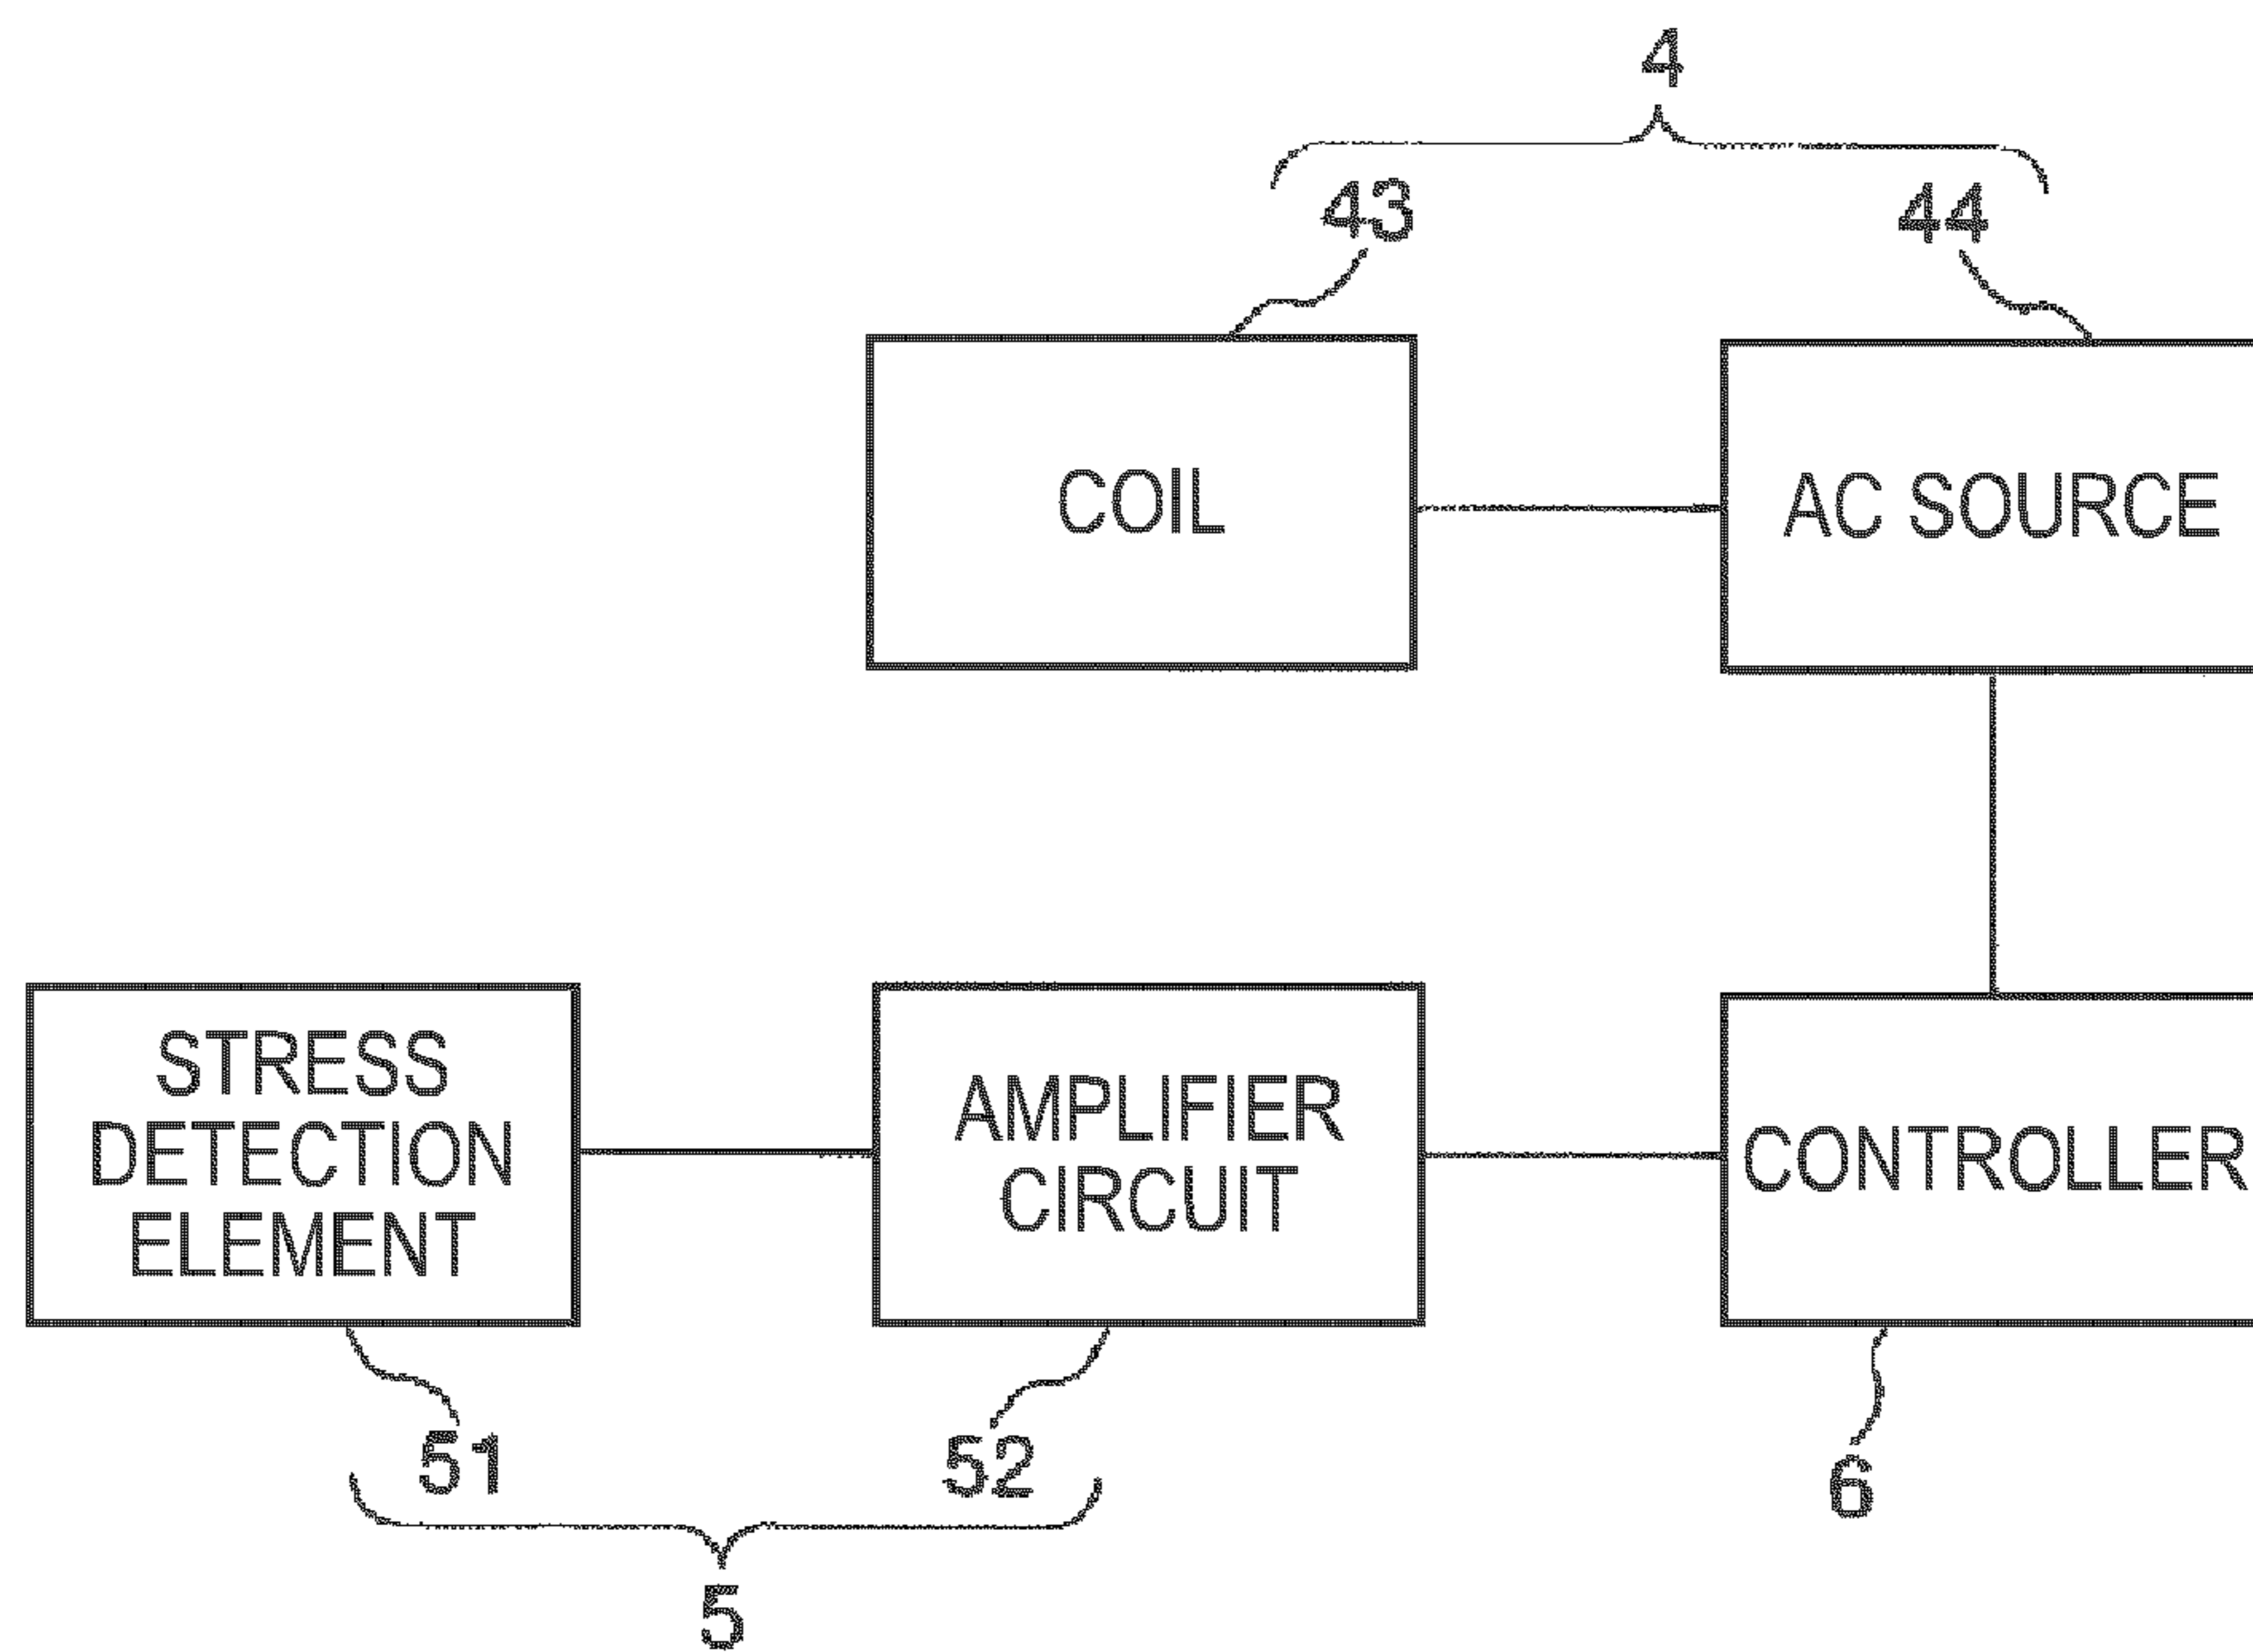 4
43
44
COIL
AC SOURCE
STRESS
DETECTION
ELEMENT
AMPLIFIER
CIRCUIT
CONTROLLER
51
52
6
5